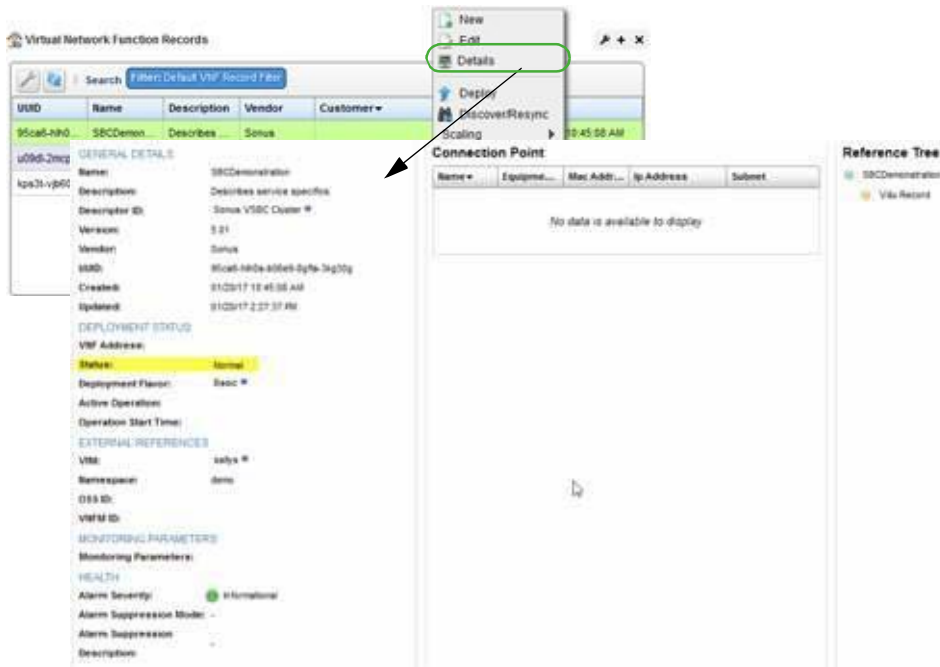 New
Virtual Network Function Records
Edit
Details
Search Filter: Default VNF Record Filter
Deploy
UUID Name Description Vendor Customer
Discover/Resync
95ca6-hh0... SBCDemon... Describes ... Sonus
Scaling 10:45:08 AM
u09dl-2mcp
GENERAL DETAILS
Connection Point
Reference Tree
Name: SBCDemonstration
Name Equipme... Mac Addr... Ip Address Subnet
SBCDemonstration
Description: Describes service specifics
Vdu Record
Descriptor ID: Sonus VSBC Cluster
No data is available to display
Version: 5.01
Vendor: Sonus
UUID:
Created: 01/20/17 10:45:08 AM
Updated: 01/20/17 2:27:37 PM
DEPLOYMENT STATUS
VNF Address:
Status: Normal
Deployment Flavor: Basic
Active Operation:
Operation Start Time:
EXTERNAL REFERENCES
VIM: sallys
Namespace: demo
OSS ID:
VNFM ID:
MONITORING PARAMETERS
Monitoring Parameters:
HEALTH
Alarm Severity: Informational
Alarm Suppression Mode: -
Alarm Suppression
Description: -